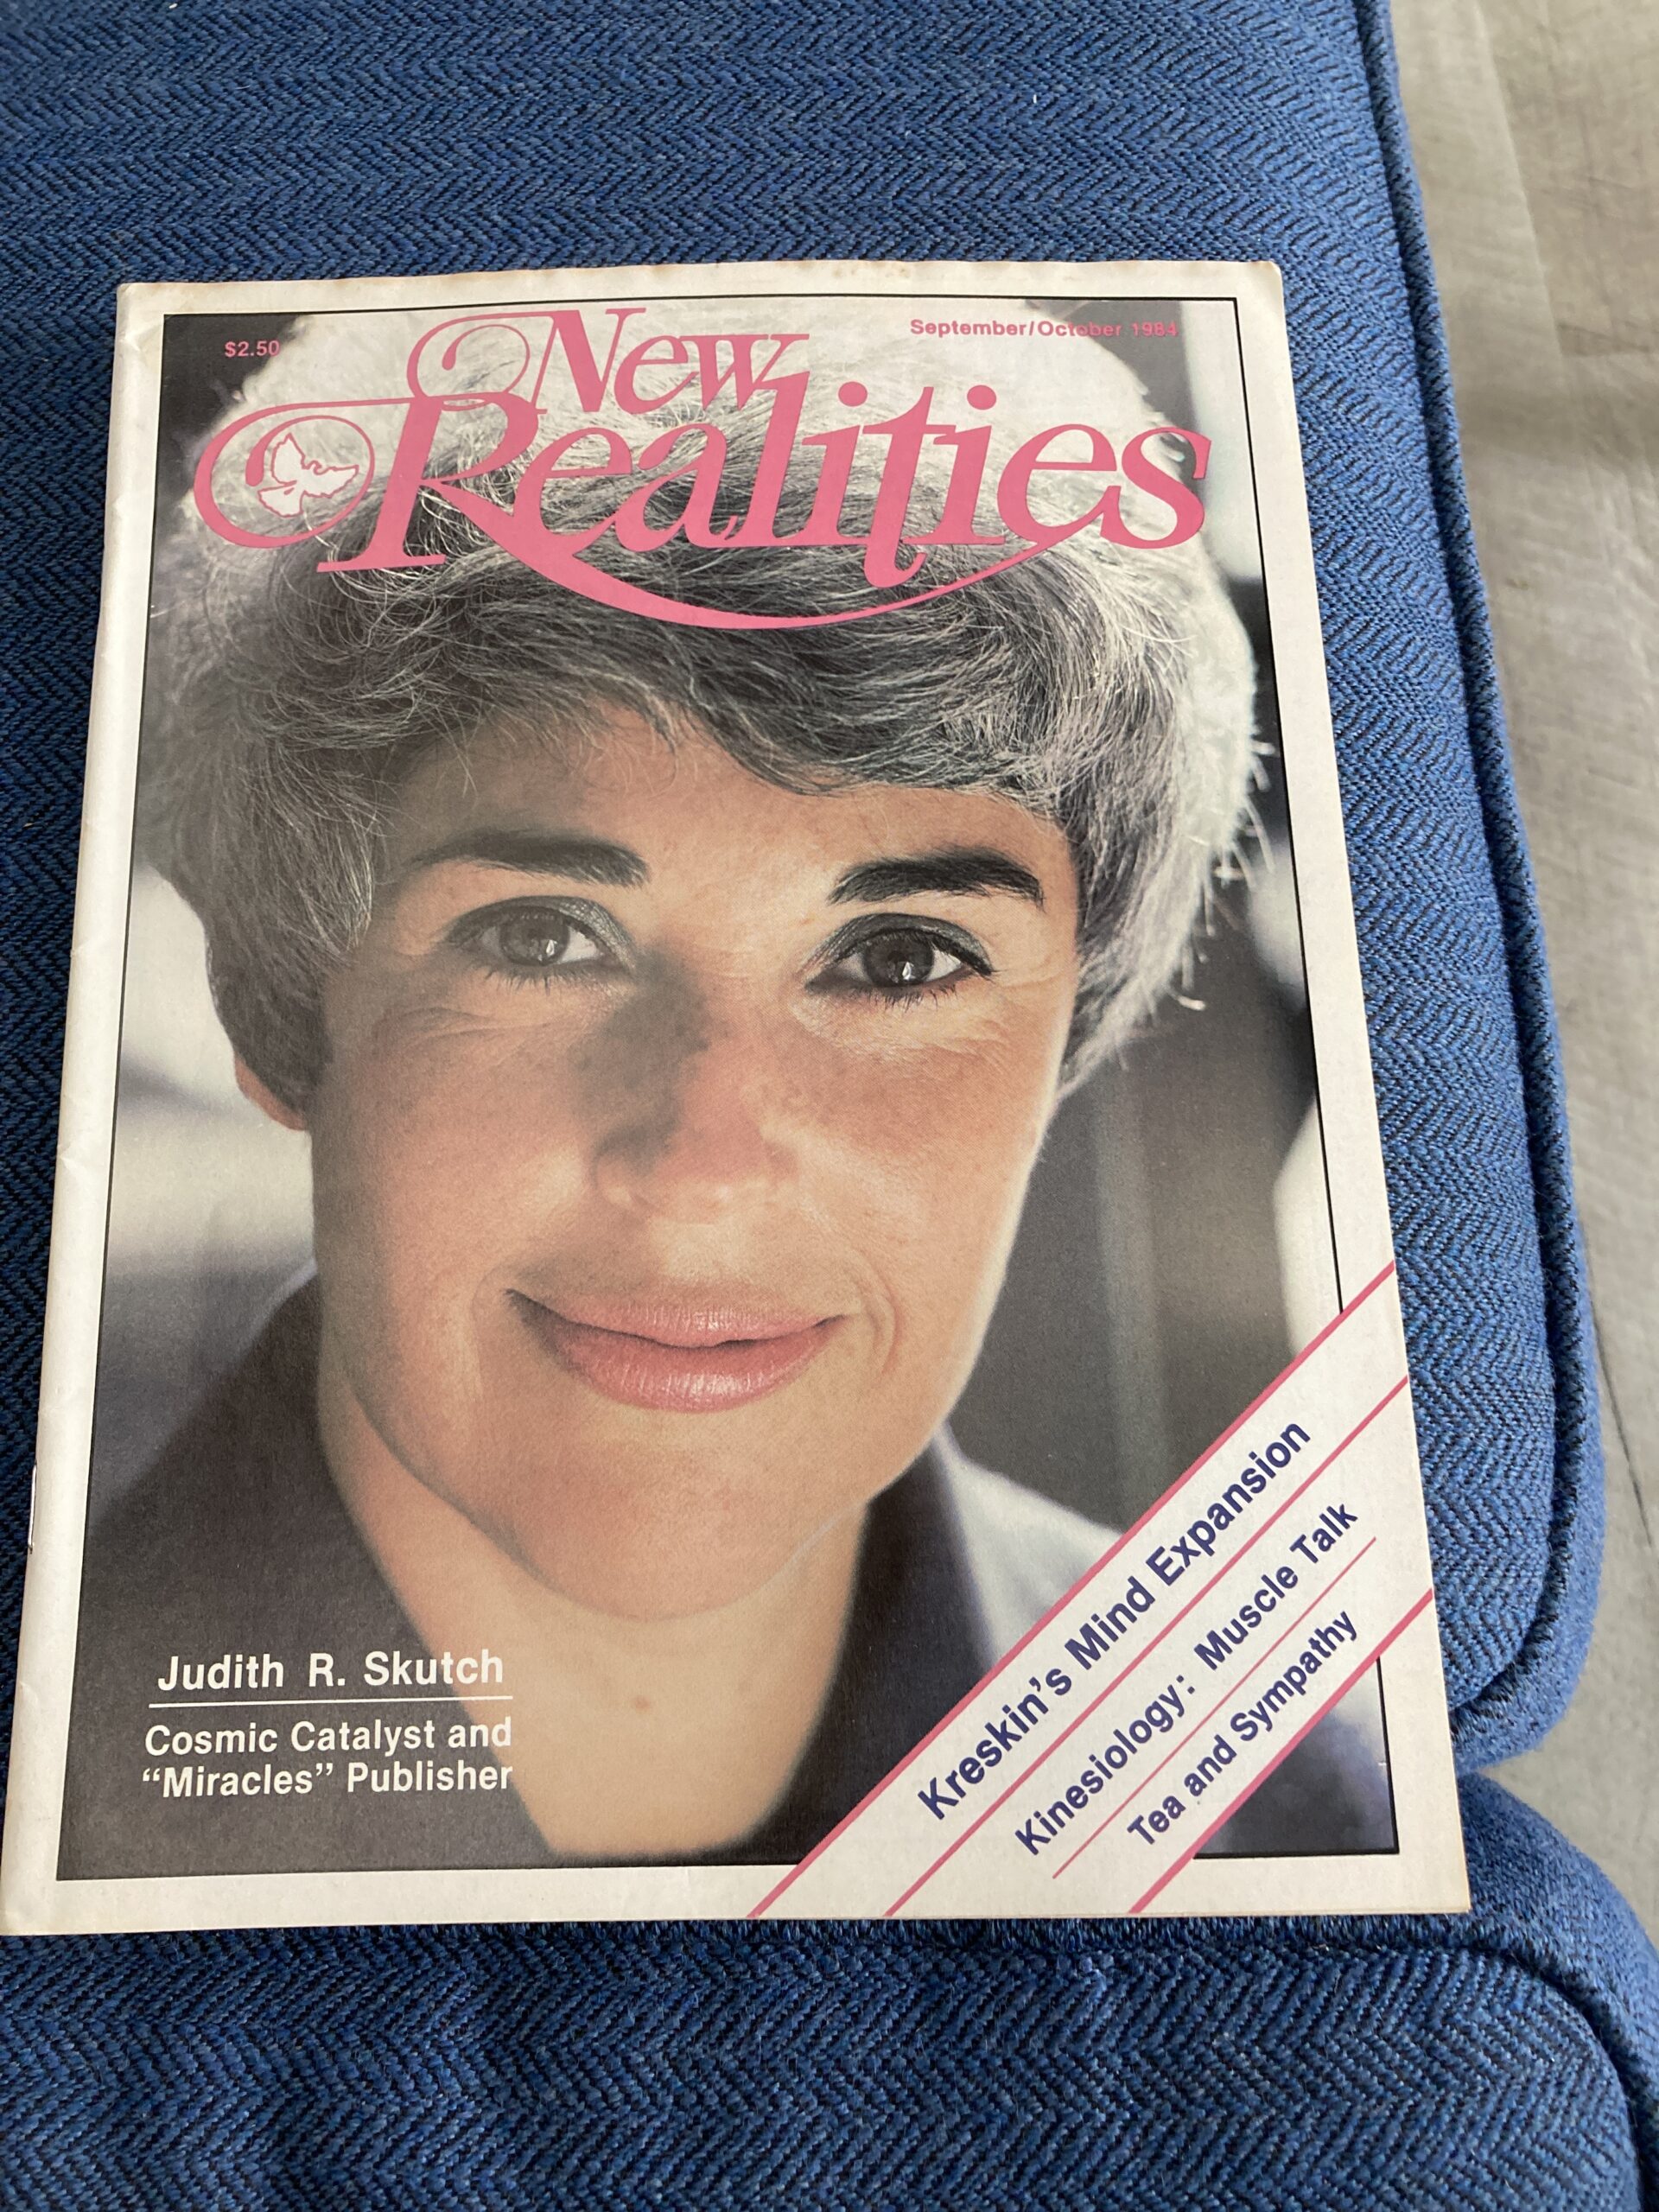 $2.50
September/October 1984
New
Realities
Judith R. Skutch
Cosmic Catalyst and
“Miracles” Publisher
Kreskin’s Mind Expansion
Kinesiology: Muscle Talk
Tea and Sympathy